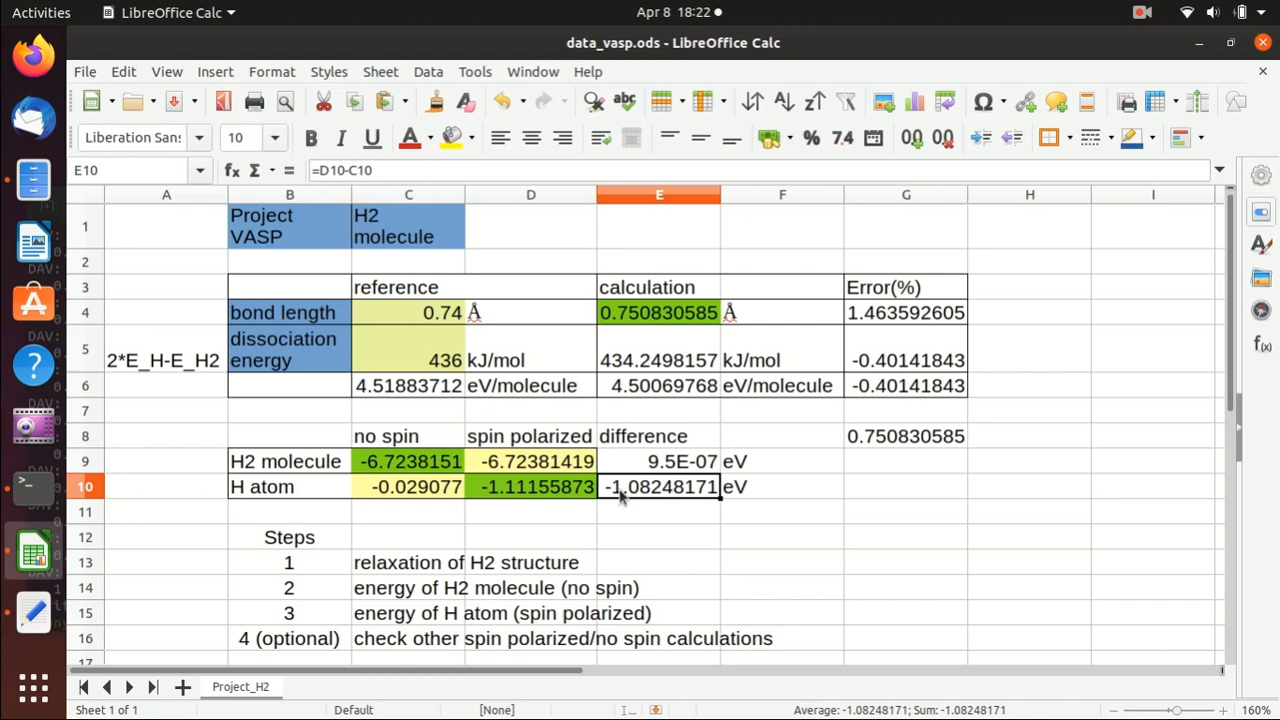 Activities LibreOffice Calc Apr 8 18:22
data_vasp.ods - LibreOffice Calc
File Edit View Insert Format Styles Sheet Data Tools Window Help
Liberation Sans 10
E10 =D10-C10
A B C D E F G H I
1 Project VASP H2 molecule
2
3 reference calculation Error(%)
4 bond length 0.74 Å 0.750830585 Å 1.463592605
5 2*E_H-E_H2 dissociation energy 436 kJ/mol 434.2498157 kJ/mol -0.40141843
6 4.51883712 eV/molecule 4.50069768 eV/molecule -0.40141843
7
8 no spin spin polarized difference 0.750830585
9 H2 molecule -6.7238151 -6.72381419 9.5E-07 eV
10 H atom -0.029077 -1.11155873 -1.08248171 eV
11
12 Steps
13 1 relaxation of H2 structure
14 2 energy of H2 molecule (no spin)
15 3 energy of H atom (spin polarized)
16 4 (optional) check other spin polarized/no spin calculations
17
Project_H2
Sheet 1 of 1 Default [None] Average: -1.08248171; Sum: -1.08248171 160%